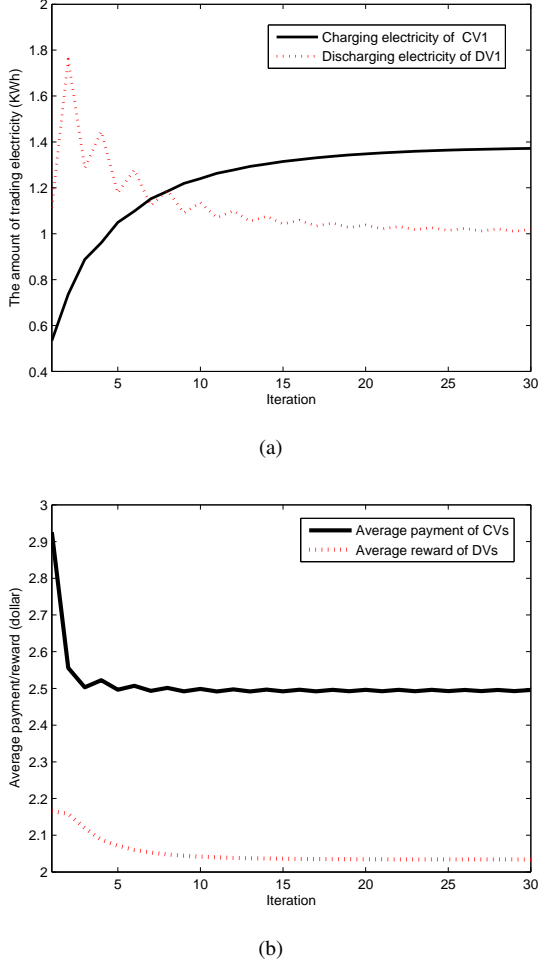 2
1.8
1.6
1.4
1.2
1
0.8
0.6
0.4
The amount of trading electricity (KWh)
Charging electricity of CV1
Discharging electricity of DV1
5 10 15 20 25 30
Iteration
(a)
3
2.9
2.8
2.7
2.6
2.5
2.4
2.3
2.2
2.1
2
Average payment/reward (dollar)
Average payment of CVs
Average reward of DVs
5 10 15 20 25 30
Iteration
(b)